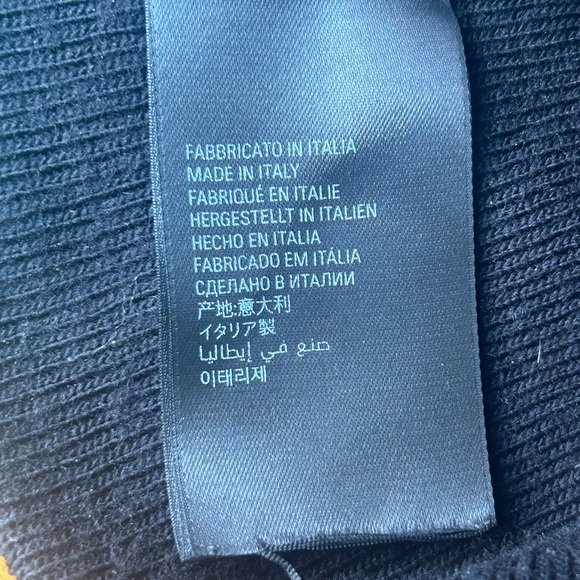 FABBRICATO IN ITALIA
MADE IN ITALY
FABRIQUÉ EN ITALIE
HERGESTELLT IN ITALIEN
HECHO EN ITALIA
FABRICADO EM ITÁLIA
СДЕЛАНО В ИТАЛИИ
产地:意大利
イタリア製
صنع في إيطاليا
이태리제